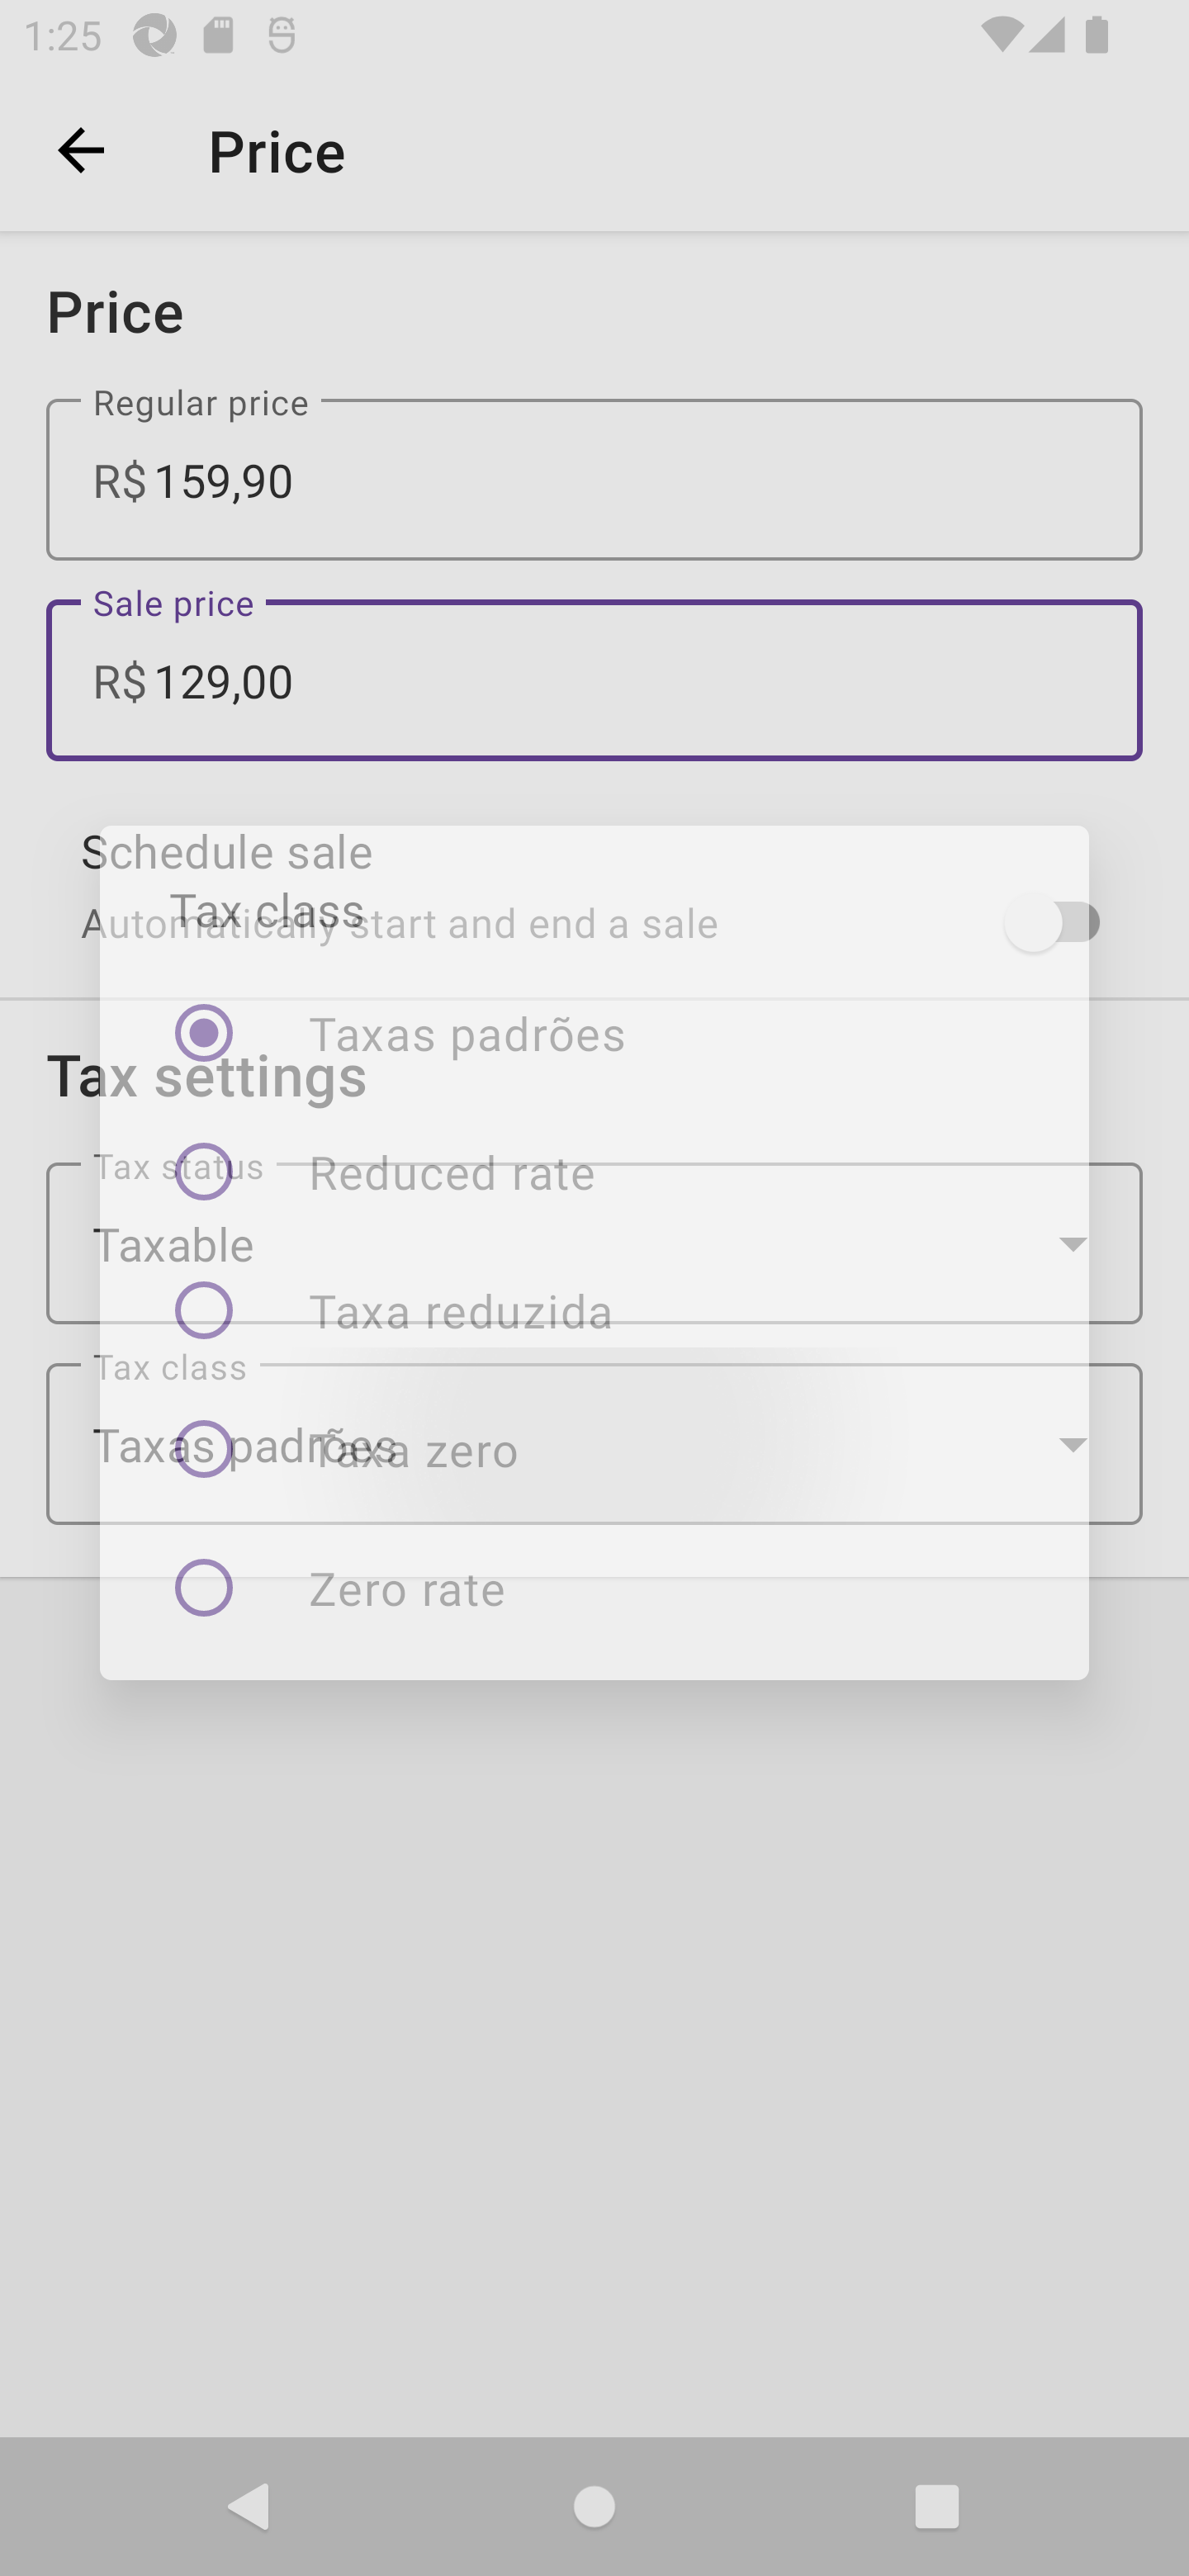 1:25
Price
Price
Regular price
R$ 159,90
Sale price
R$ 129,00
Schedule sale
Automatically start and end a sale
Tax settings
Tax status
Taxable
Tax class
Taxas padrões
Tax class
Taxas padrões
Reduced rate
Taxa reduzida
Taxa zero
Zero rate